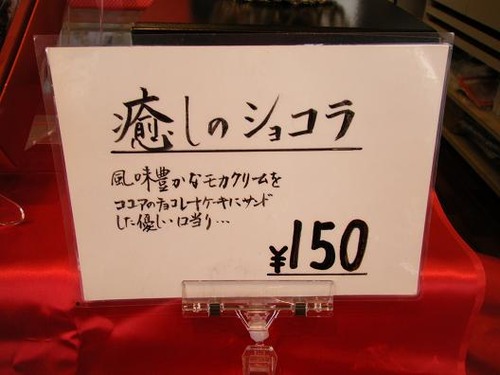 癒しのショコラ
風味豊かなモカクリームを
ココアのチョコレートケーキにサンド
した優しい口当り…
¥150